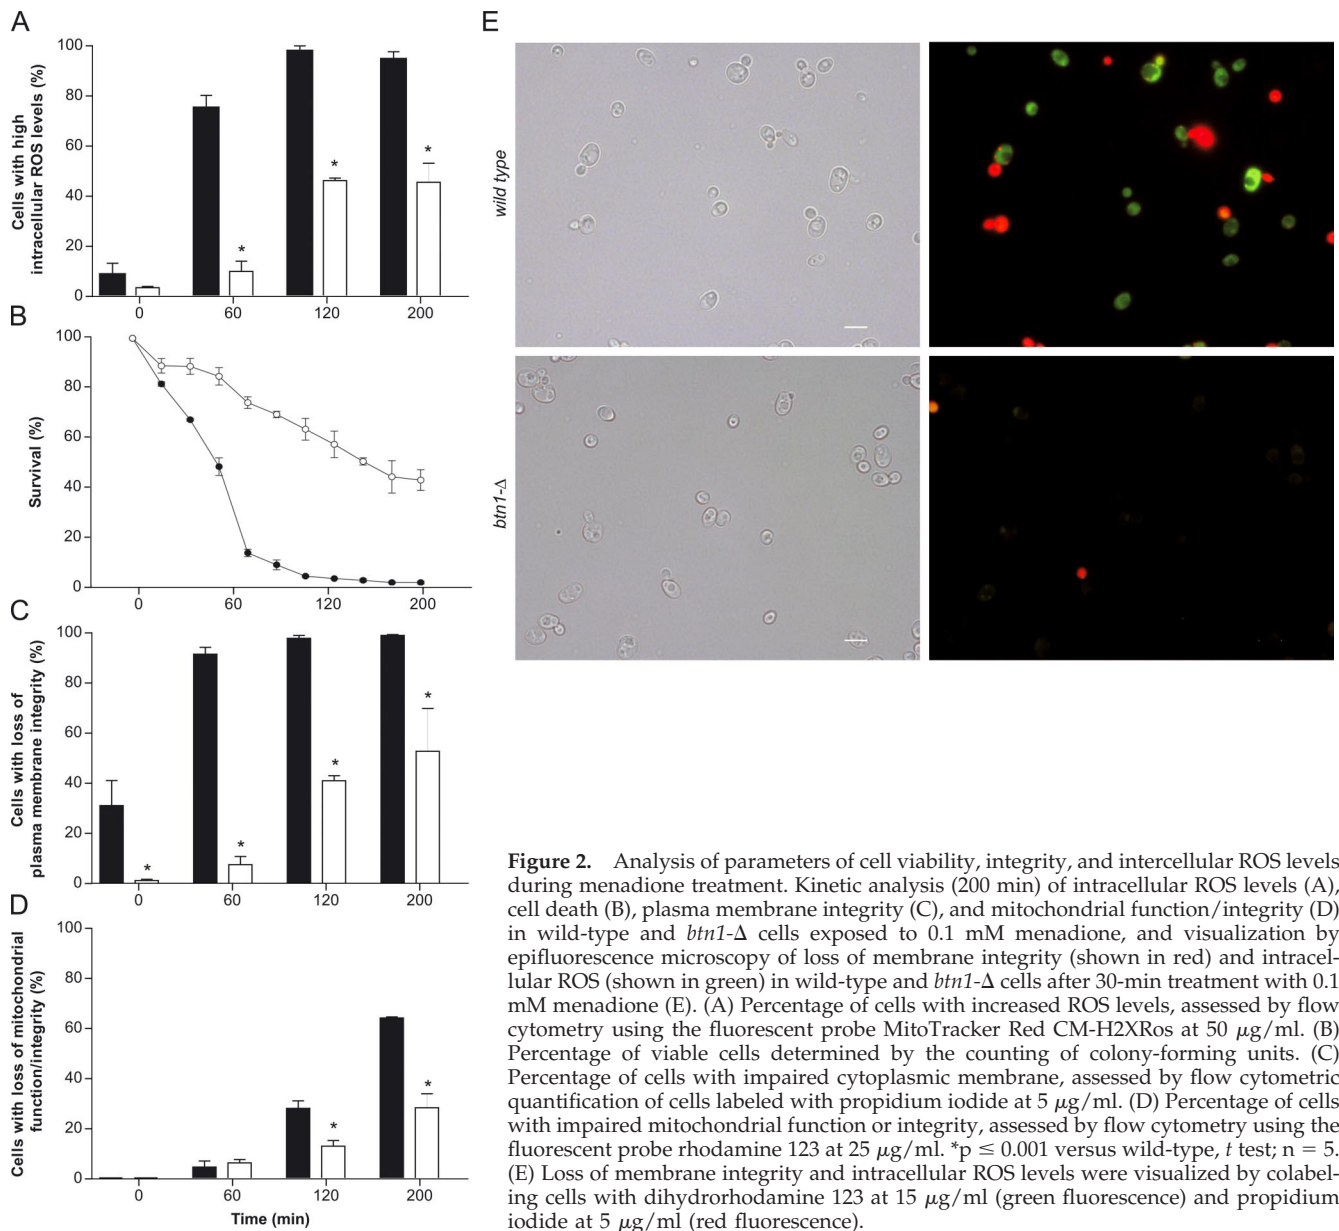 A
Cells with high
intracellular ROS levels (%)
100
80
60
40
20
0
*
*
*
0 60 120 200
B
Survival (%)
100
80
60
40
20
0
0 60 120 200
C
Cells with loss of
plasma membrane integrity (%)
100
80
60
40
20
0
*
*
*
*
0 60 120 200
D
Cells with loss of mitochondrial
function/integrity (%)
100
80
60
40
20
0
*
*
0 60 120 200
Time (min)
E
wild type
btn1-Δ
Figure 2. Analysis of parameters of cell viability, integrity, and intercellular ROS levels
during menadione treatment. Kinetic analysis (200 min) of intracellular ROS levels (A),
cell death (B), plasma membrane integrity (C), and mitochondrial function/integrity (D)
in wild-type and btn1-Δ cells exposed to 0.1 mM menadione, and visualization by
epifluorescence microscopy of loss of membrane integrity (shown in red) and intracel-
lular ROS (shown in green) in wild-type and btn1-Δ cells after 30-min treatment with 0.1
mM menadione (E). (A) Percentage of cells with increased ROS levels, assessed by flow
cytometry using the fluorescent probe MitoTracker Red CM-H2XRos at 50 μg/ml. (B)
Percentage of viable cells determined by the counting of colony-forming units. (C)
Percentage of cells with impaired cytoplasmic membrane, assessed by flow cytometric
quantification of cells labeled with propidium iodide at 5 μg/ml. (D) Percentage of cells
with impaired mitochondrial function or integrity, assessed by flow cytometry using the
fluorescent probe rhodamine 123 at 25 μg/ml. *p ≤ 0.001 versus wild-type, t test; n = 5.
(E) Loss of membrane integrity and intracellular ROS levels were visualized by colabel-
ing cells with dihydrorhodamine 123 at 15 μg/ml (green fluorescence) and propidium
iodide at 5 μg/ml (red fluorescence).